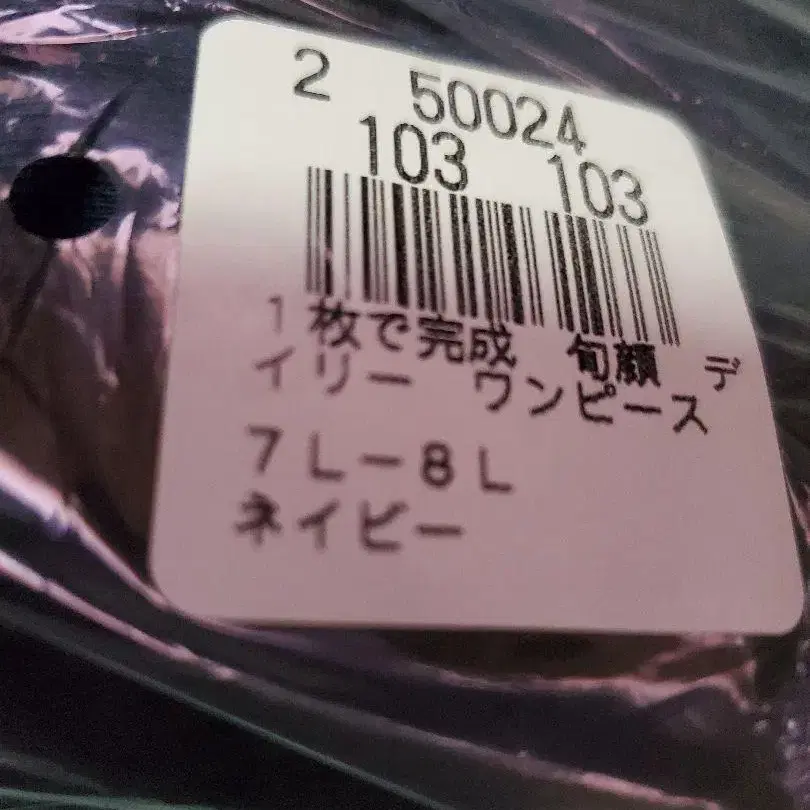 2 50024
103 103
1枚で完成 旬顔 デ
イリー ワンピース
7L-8L
ネイビー